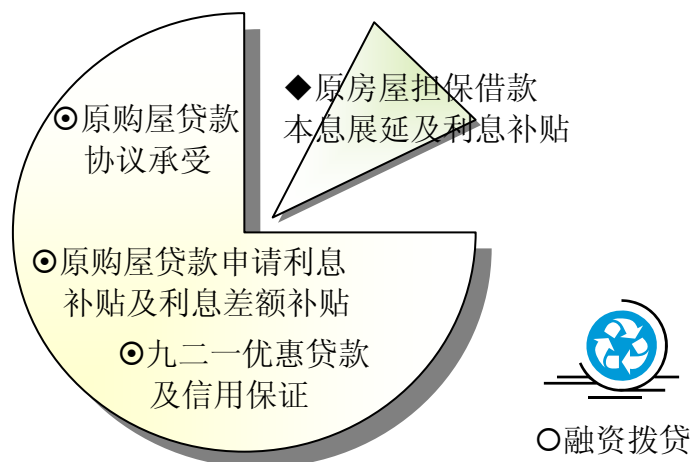 ◆原房屋担保借款
本息展延及利息补贴
⊙原购屋贷款
协议承受
⊙原购屋贷款申请利息
补贴及利息差额补贴
⊙九二一优惠贷款
及信用保证
○融资拨贷